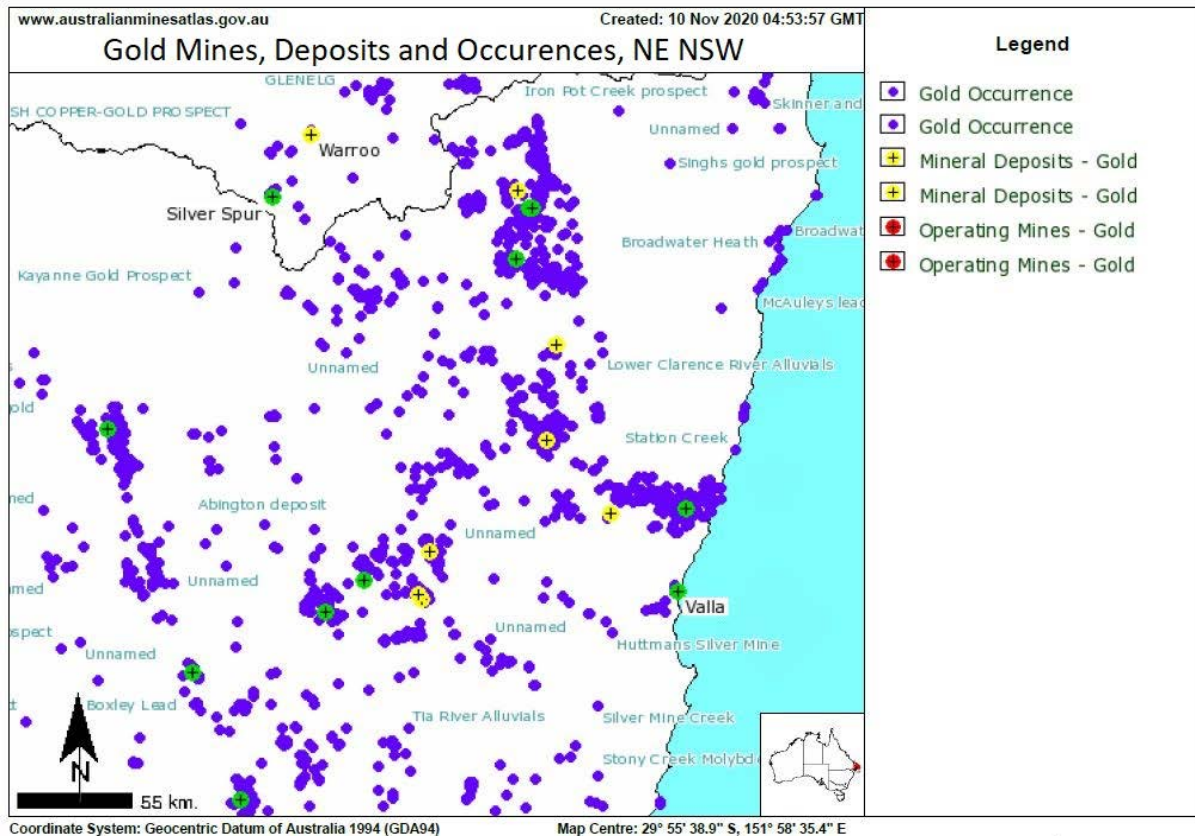 www.australianminesatlas.gov.au
Created: 10 Nov 2020 04:53:57 GMT
Gold Mines, Deposits and Occurences, NE NSW
GLENELG
Iron Pot Creek prospect
SH COPPER-GOLD PROSPECT
Skinner and
Unnamed
Warroo
Singhs gold prospect
Silver Spur
Broadwat
Broadwater Heath
Kayanne Gold Prospect
McAuleys lead
Unnamed
Lower Clarence River Alluvials
s
old
Station Creek
ned
Abington deposit
Unnamed
Unnamed
med
Valla
ospect
Unnamed
Huttmans Silver Mine
Unnamed
t
Boxley Lead
Tia River Alluvials
Silver Mine Creek
Stony Creek Molybd
N
55 km.
Coordinate System: Geocentric Datum of Australia 1994 (GDA94)
Map Centre: 29° 55' 38.9" S, 151° 58' 35.4" E
Legend
Gold Occurrence
Gold Occurrence
Mineral Deposits - Gold
Mineral Deposits - Gold
Operating Mines - Gold
Operating Mines - Gold